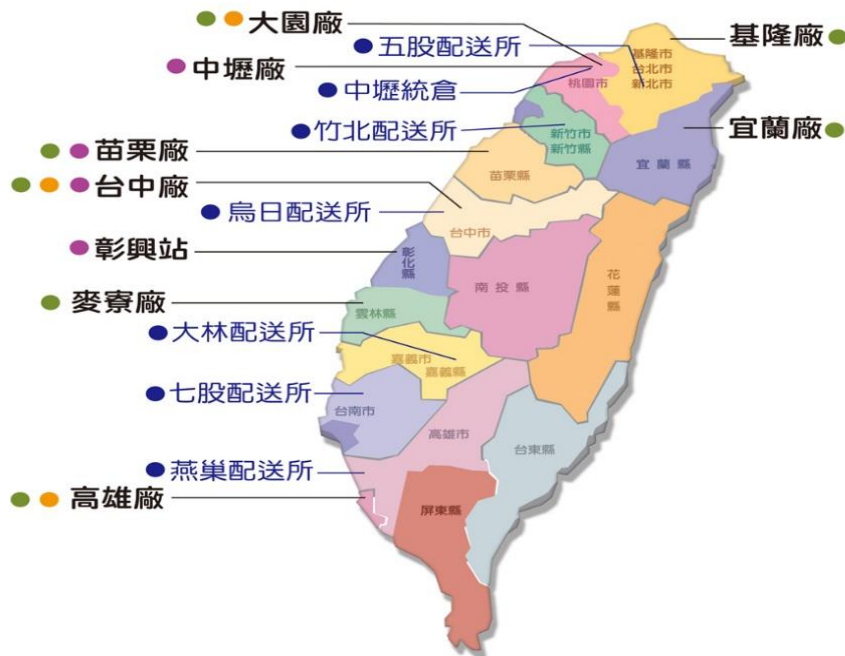 大園廠
五股配送所
基隆廠
中壢廠
中壢統倉
竹北配送所
宜蘭廠
苗栗廠
台中廠
烏日配送所
彰興站
麥寮廠
大林配送所
七股配送所
燕巢配送所
高雄廠
基隆市
台北市
新北市
桃園市
新竹市
新竹縣
宜蘭縣
苗栗縣
台中市
彰化縣
南投縣
花蓮縣
雲林縣
嘉義市
嘉義縣
台南市
高雄市
台東縣
屏東縣